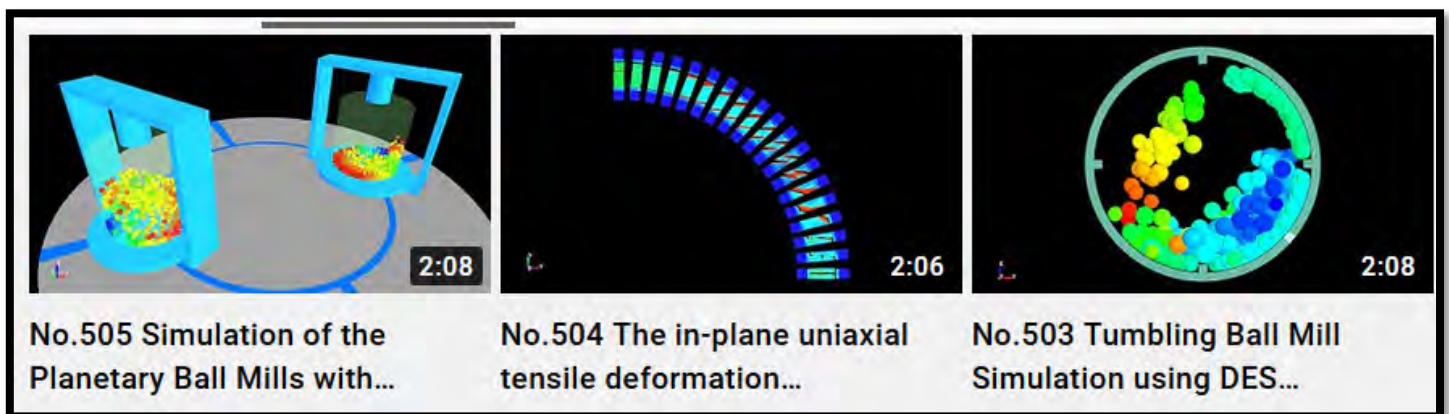 2:08
2:06
2:08
No.505 Simulation of the
Planetary Ball Mills with...
No.504 The in-plane uniaxial
tensile deformation...
No.503 Tumbling Ball Mill
Simulation using DES...